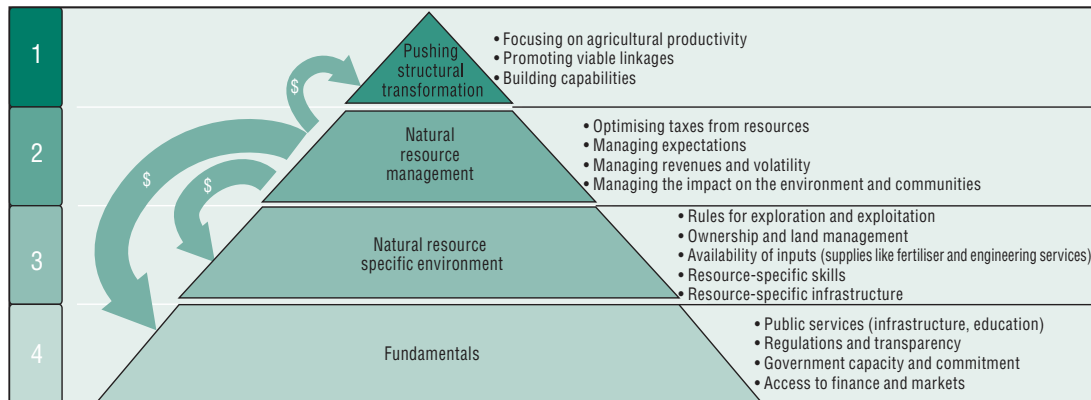 1
Pushing
structural
transformation
• Focusing on agricultural productivity
• Promoting viable linkages
• Building capabilities
$
2
Natural
resource
management
• Optimising taxes from resources
• Managing expectations
• Managing revenues and volatility
• Managing the impact on the environment and communities
$
$
3
Natural resource
specific environment
• Rules for exploration and exploitation
• Ownership and land management
• Availability of inputs (supplies like fertiliser and engineering services)
• Resource-specific skills
• Resource-specific infrastructure
4
Fundamentals
• Public services (infrastructure, education)
• Regulations and transparency
• Government capacity and commitment
• Access to finance and markets